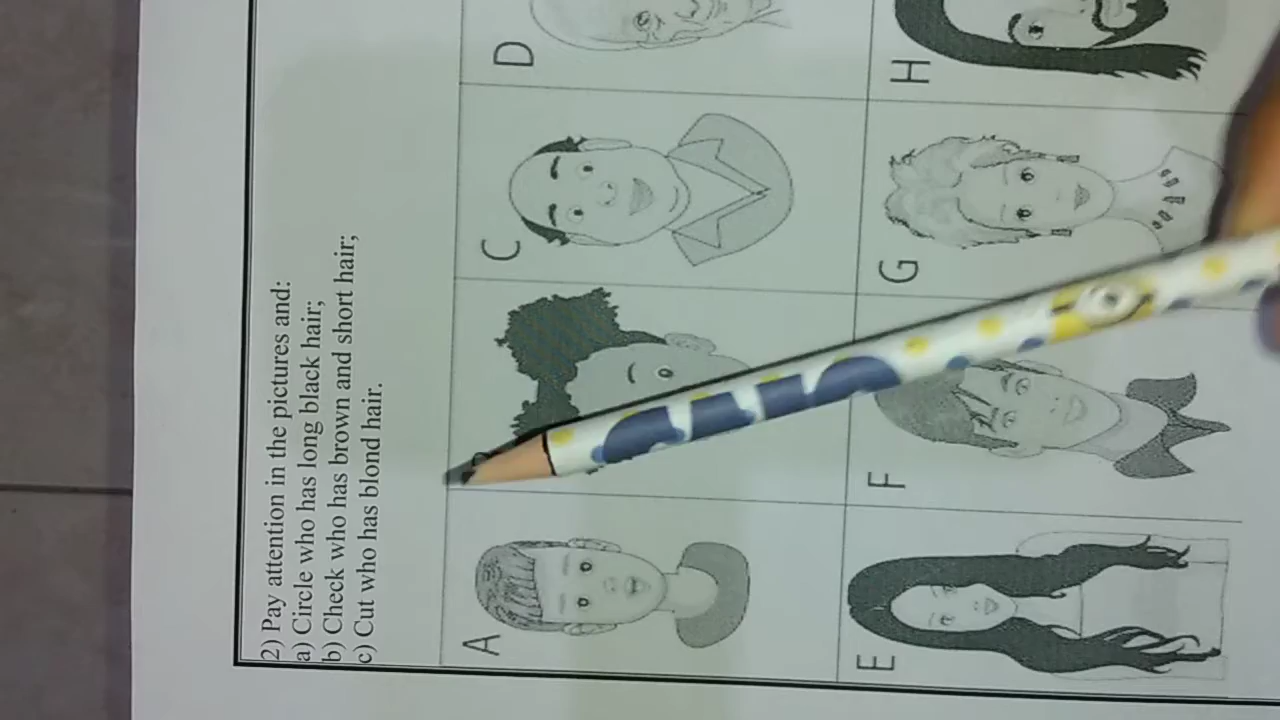 2) Pay attention in the pictures and:
a) Circle who has long black hair;
b) Check who has brown and short hair;
c) Cut who has blond hair.
A
C
D
E
F
G
H